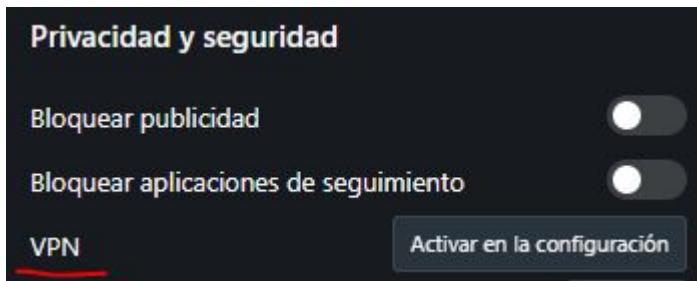 Privacidad y seguridad
Bloquear publicidad
Bloquear aplicaciones de seguimiento
VPN Activar en la configuración